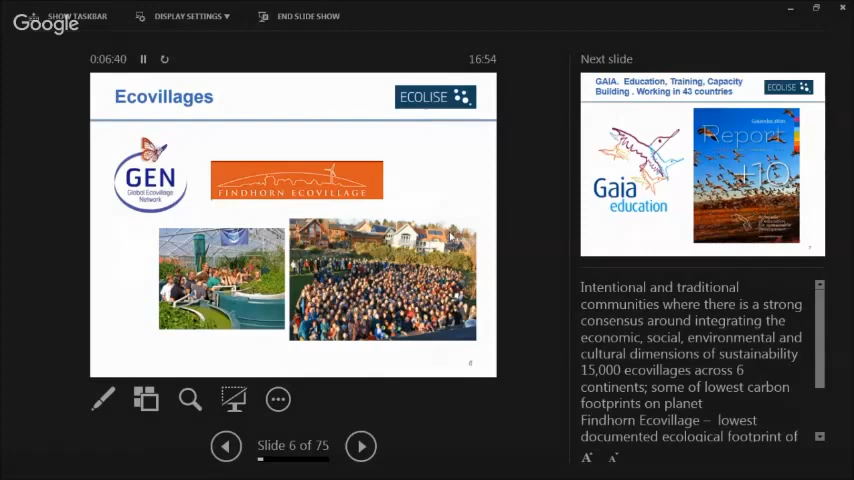 SHOW TASKBAR
DISPLAY SETTINGS ▼
END SLIDE SHOW
Google
0:06:40
16:54
Ecovillages
ECOLISE
GEN
Global Ecovillage
Network
FINDHORN ECOVILLAGE
6
Slide 6 of 75
Next slide
GAIA. Education, Training, Capacity
Building . Working in 43 countries
ECOLISE
Gaia
education
Gaiaeducation
Report
+10
7
Intentional and traditional
communities where there is a strong
consensus around integrating the
economic, social, environmental and
cultural dimensions of sustainability
15,000 ecovillages across 6
continents; some of lowest carbon
footprints on planet
Findhorn Ecovillage – lowest
documented ecological footprint of
A A